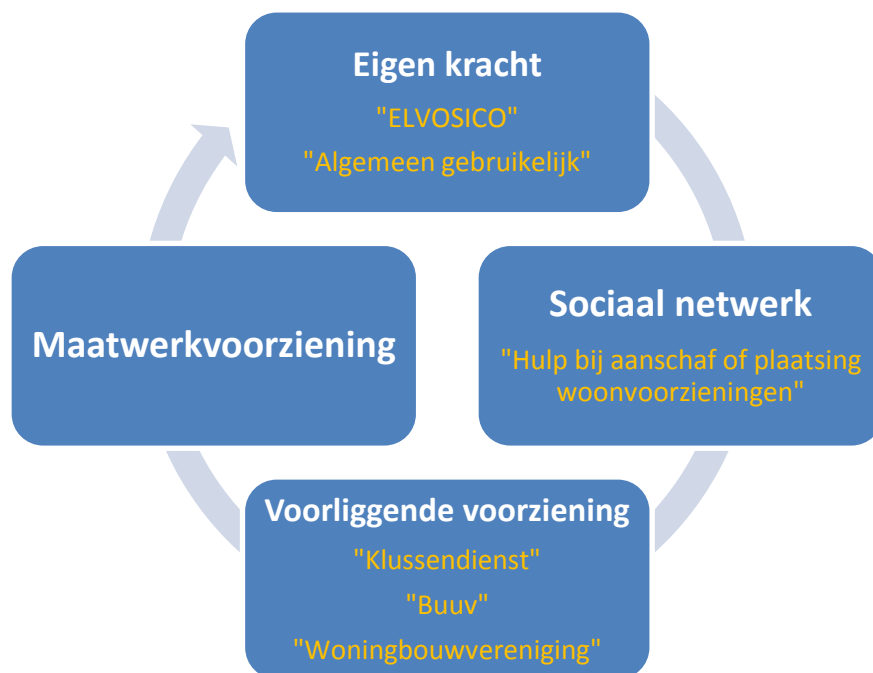 Eigen kracht
"ELVOSICO"
"Algemeen gebruikelijk"
Sociaal netwerk
"Hulp bij aanschaf of plaatsing
woonvoorzieningen"
Voorliggende voorziening
"Klussendienst"
"Buuv"
"Woningbouwvereniging"
Maatwerkvoorziening